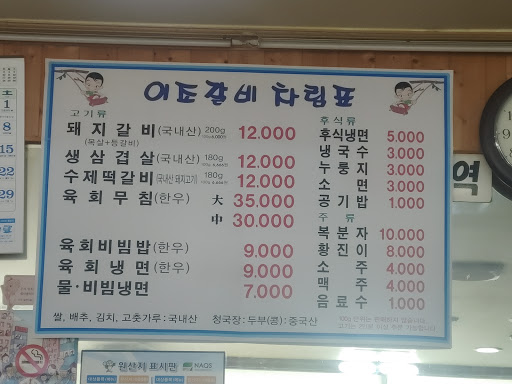 이조갈비 차림표
고기류
돼지갈비(국내산) 200g 12.000
(목살+등갈비)
생삼겹살(국내산) 180g 12.000
수제떡갈비(국내산 돼지고기) 180g 12.000
육회무침(한우) 大 35.000
中 30.000
육회비빔밥(한우) 9.000
육회냉면(한우) 9.000
물·비빔냉면 7.000
후식류
후식냉면 5.000
냉국수 3.000
누룽지 3.000
소면 3.000
공기밥 1.000
주류
복분자 10.000
황진이 8.000
소주 4.000
맥주 4.000
음료수 1.000
쌀, 배추, 김치, 고춧가루:국내산 청국장:두부(콩):중국산
역
1
8
15
22
29
원산지 표시판